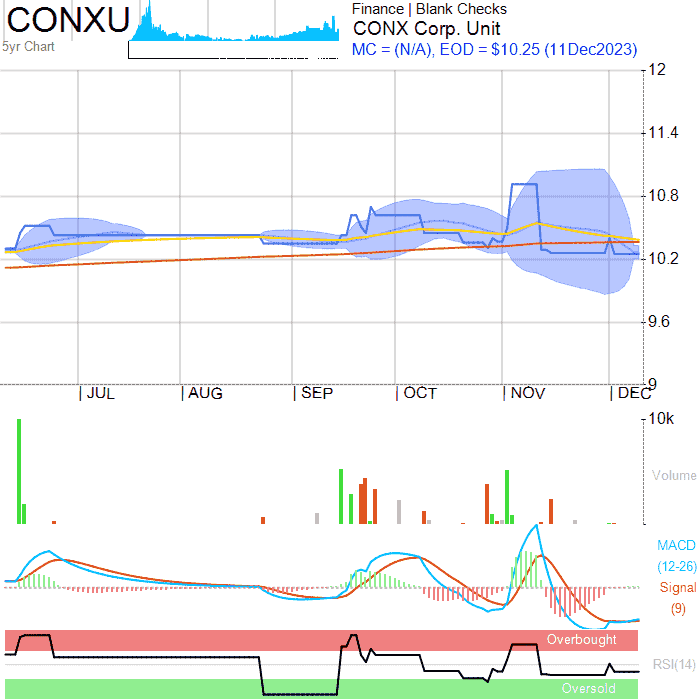 CONXU
5yr Chart
Finance | Blank Checks
CONX Corp. Unit
MC = (N/A), EOD = $10.25 (11Dec2023)
12
11.4
10.8
10.2
9.6
9
| JUL | AUG | SEP | OCT | NOV | DEC
10k
Volume
MACD
(12-26)
Signal
(9)
Overbought
RSI(14)
Oversold